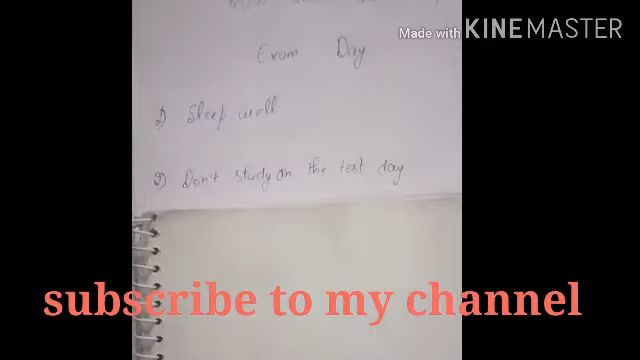 Made with KINEMASTER
Exam Day
1) Sleep well
2) Don't study on the test day
subscribe to my channel